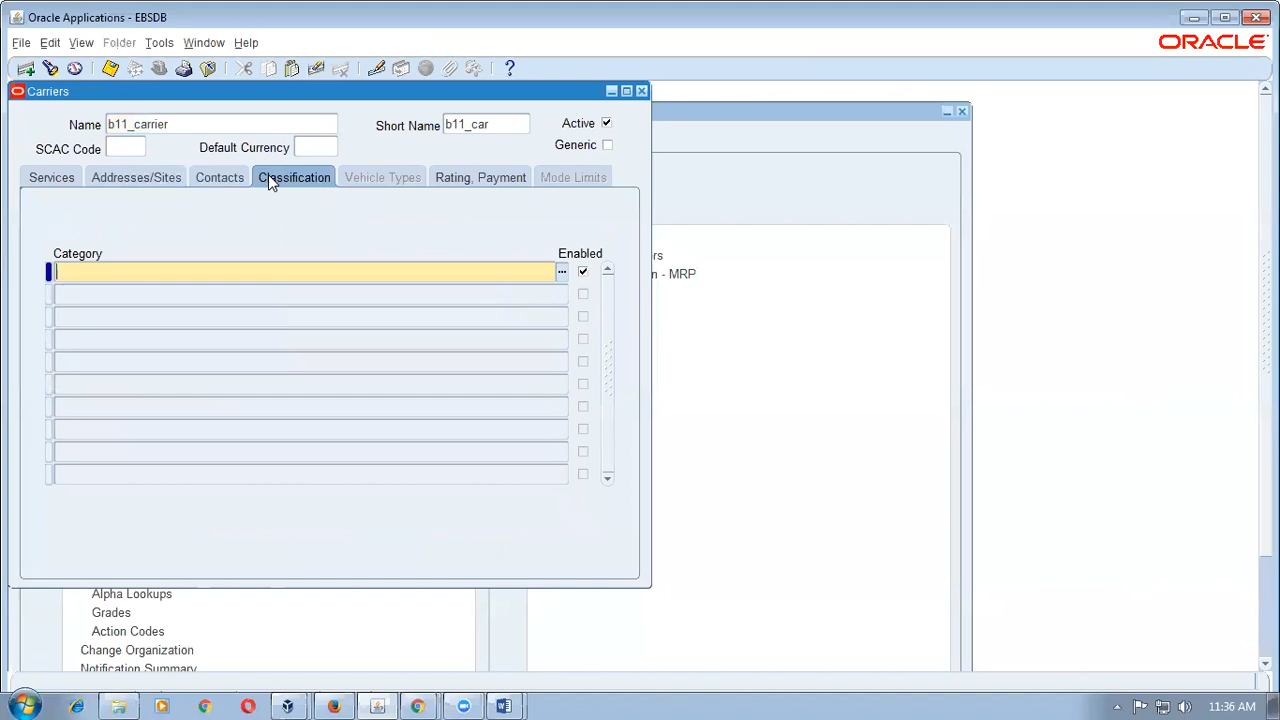 Oracle Applications - EBSDB
File Edit View Folder Tools Window Help
ORACLE
Carriers
Name b11_carrier Short Name b11_car Active
SCAC Code Default Currency Generic
Services Addresses/Sites Contacts Classification Vehicle Types Rating, Payment Mode Limits
Category Enabled
rs
n - MRP
Alpha Lookups
Grades
Action Codes
Change Organization
Notification Summary
11:36 AM